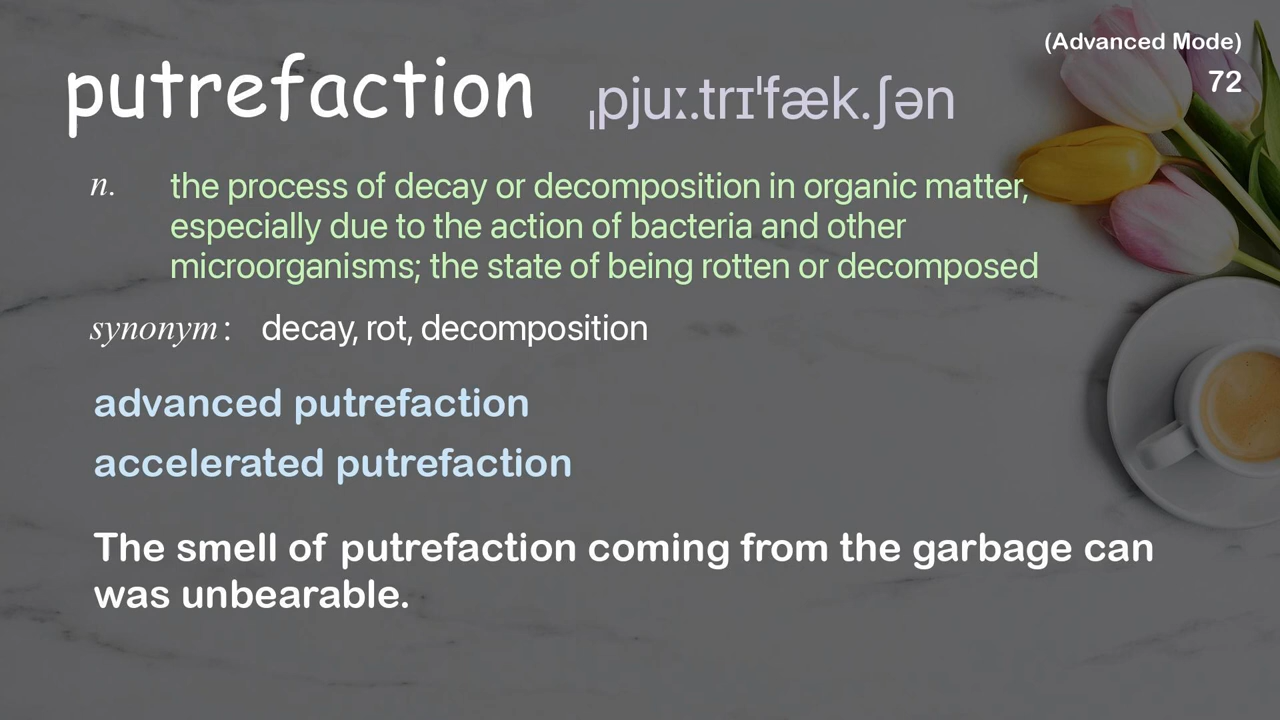 (Advanced Mode)
putrefaction ˌpjuː.trɪˈfæk.ʃən
72
n. the process of decay or decomposition in organic matter,
especially due to the action of bacteria and other
microorganisms; the state of being rotten or decomposed
synonym: decay, rot, decomposition
advanced putrefaction
accelerated putrefaction
The smell of putrefaction coming from the garbage can
was unbearable.